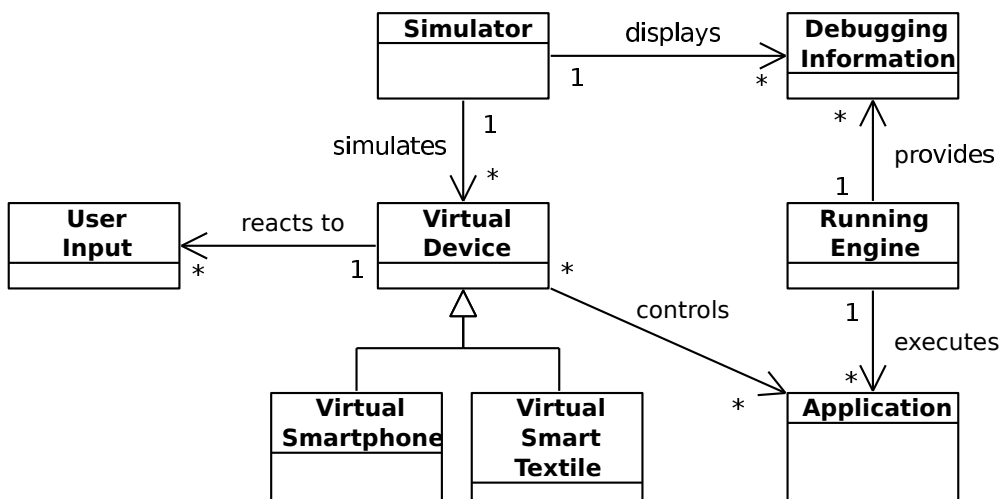 Simulator
displays
Debugging
Information
1
*
1
simulates
*
*
provides
1
User
Input
reacts to
*
1
Virtual
Device
*
controls
*
Running
Engine
1
executes
*
Virtual
Smartphone
Virtual
Smart
Textile
Application